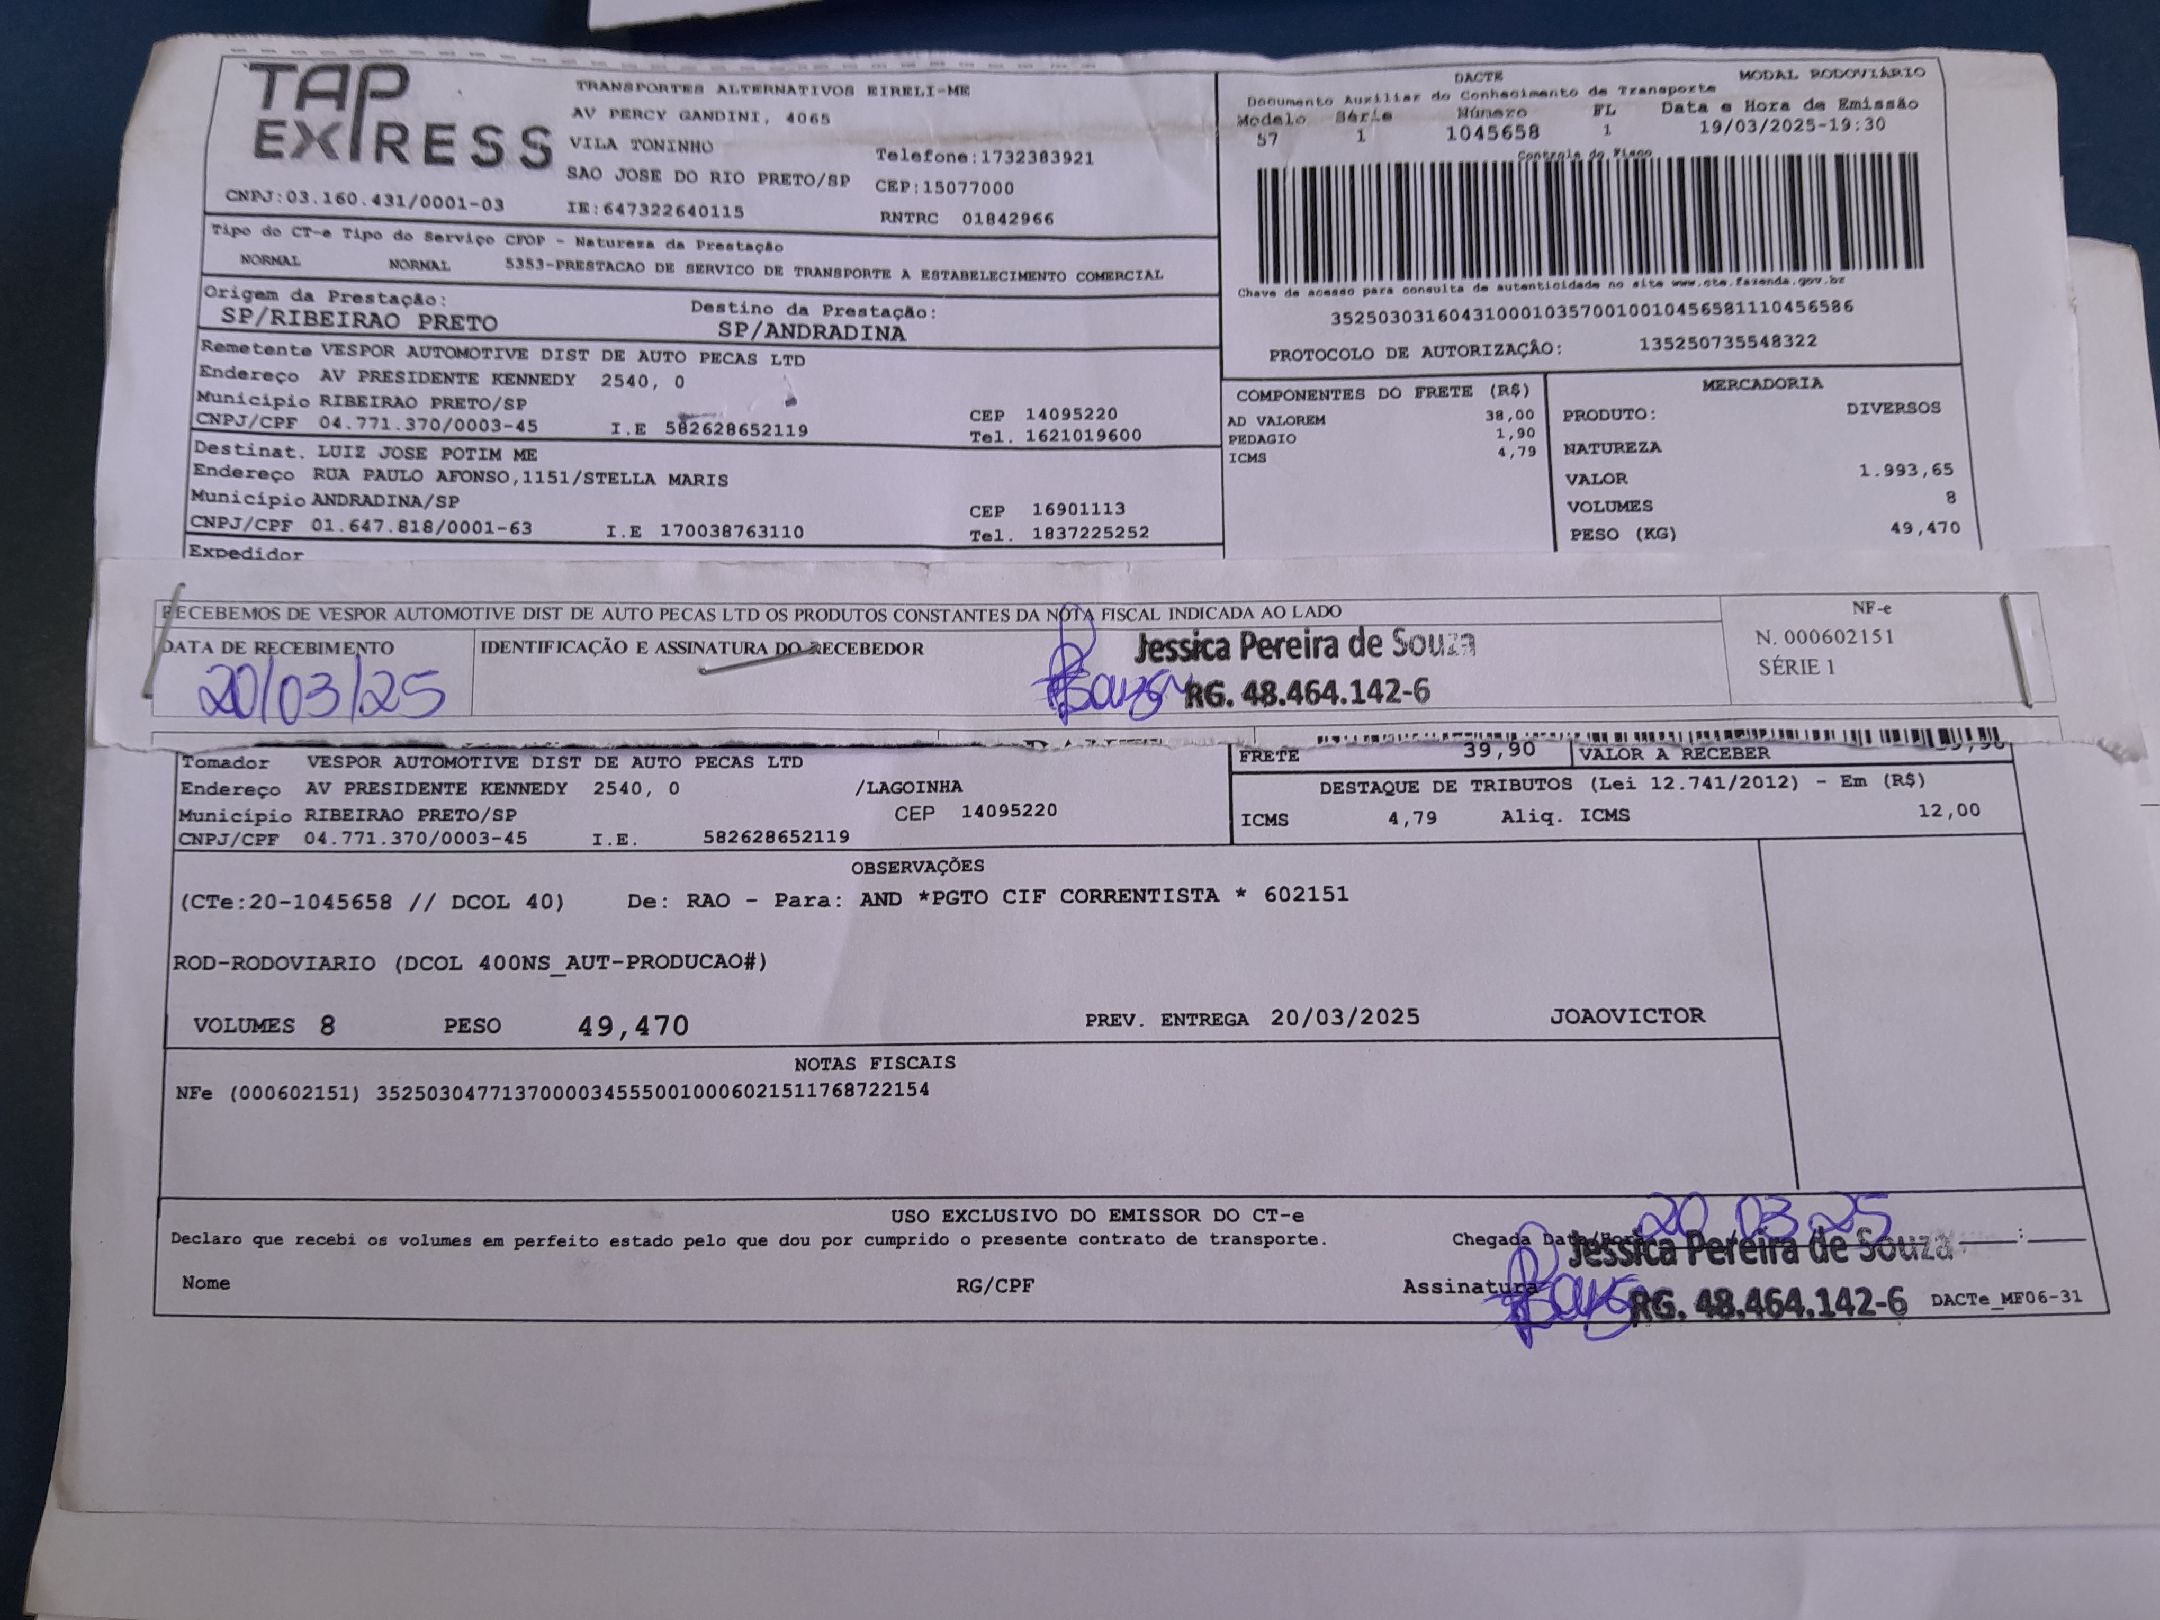 TAP EXPRESS
TRANSPORTES ALTERNATIVOS EIRELI-ME
AV PERCY GANDINI, 4065
VILA TONINHO
Telefone:1732383921
SAO JOSE DO RIO PRETO/SP
CEP:15077000
CNPJ:03.160.431/0001-03
IE:647322640115
RNTRC 01842966
DACTE MODAL RODOVIÁRIO
Documento Auxiliar do Conhecimento de Transporte
Modelo Série Número FL Data e Hora de Emissão
57 1 1045658 1 19/03/2025-19:30
Controle do Fisco
Chave de acesso para consulta de autenticidade no site www.cte.fazenda.gov.br
35250303160431000103570010010456581110456586
PROTOCOLO DE AUTORIZAÇÃO: 135250735548322
Tipo do CT-e Tipo do Serviço CFOP - Natureza da Prestação
NORMAL NORMAL 5353-PRESTACAO DE SERVICO DE TRANSPORTE A ESTABELECIMENTO COMERCIAL
Origem da Prestação: Destino da Prestação:
SP/RIBEIRAO PRETO SP/ANDRADINA
Remetente VESPOR AUTOMOTIVE DIST DE AUTO PECAS LTD
Endereço AV PRESIDENTE KENNEDY 2540, 0
Município RIBEIRAO PRETO/SP CEP 14095220
CNPJ/CPF 04.771.370/0003-45 I.E 582628652119 Tel. 1621019600
Destinat. LUIZ JOSE POTIM ME
Endereço RUA PAULO AFONSO,1151/STELLA MARIS
Município ANDRADINA/SP CEP 16901113
CNPJ/CPF 01.647.818/0001-63 I.E 170038763110 Tel. 1837225252
Expedidor
COMPONENTES DO FRETE (R$)
AD VALOREM 38,00
PEDAGIO 1,90
ICMS 4,79
MERCADORIA
PRODUTO: DIVERSOS
NATUREZA
VALOR 1.993,65
VOLUMES 8
PESO (KG) 49,470
RECEBEMOS DE VESPOR AUTOMOTIVE DIST DE AUTO PECAS LTD OS PRODUTOS CONSTANTES DA NOTA FISCAL INDICADA AO LADO
DATA DE RECEBIMENTO IDENTIFICAÇÃO E ASSINATURA DO RECEBEDOR
20/03/25
Jessica Pereira de Souza
RG. 48.464.142-6
NF-e
N. 000602151
SÉRIE 1
Tomador VESPOR AUTOMOTIVE DIST DE AUTO PECAS LTD
Endereço AV PRESIDENTE KENNEDY 2540, 0 /LAGOINHA
Município RIBEIRAO PRETO/SP CEP 14095220
CNPJ/CPF 04.771.370/0003-45 I.E. 582628652119
FRETE 39,90 VALOR A RECEBER
DESTAQUE DE TRIBUTOS (Lei 12.741/2012) - Em (R$)
ICMS 4,79 Aliq. ICMS 12,00
OBSERVAÇÕES
(CTe:20-1045658 // DCOL 40) De: RAO - Para: AND *PGTO CIF CORRENTISTA * 602151
ROD-RODOVIARIO (DCOL 400NS_AUT-PRODUCAO#)
VOLUMES 8 PESO 49,470 PREV. ENTREGA 20/03/2025 JOAOVICTOR
NOTAS FISCAIS
NFe (000602151) 35250304771370000345550010006021511768722154
USO EXCLUSIVO DO EMISSOR DO CT-e
Declaro que recebi os volumes em perfeito estado pelo que dou por cumprido o presente contrato de transporte.
20 03 25
Chegada Data/Hora
Jessica Pereira de Souza
Nome RG/CPF Assinatura
RG. 48.464.142-6
DACTe_MF06-31